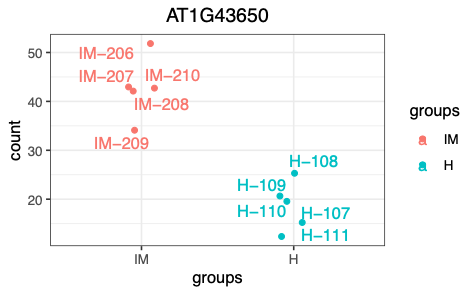 AT1G43650
50
40
30
20
count
IM−206
IM−207
IM−210
IM−208
IM−209
H−108
H−109
H−110
H−107
H−111
IM
H
groups
groups
a IM
a H